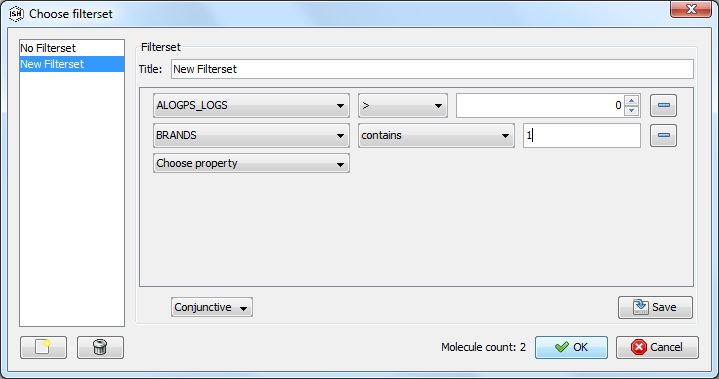 SH Choose filterset
No Filterset
New Filterset
Filterset
Title: New Filterset
ALOGPS_LOGS > 0
BRANDS contains 1
Choose property
Conjunctive
Save
Molecule count: 2 OK Cancel